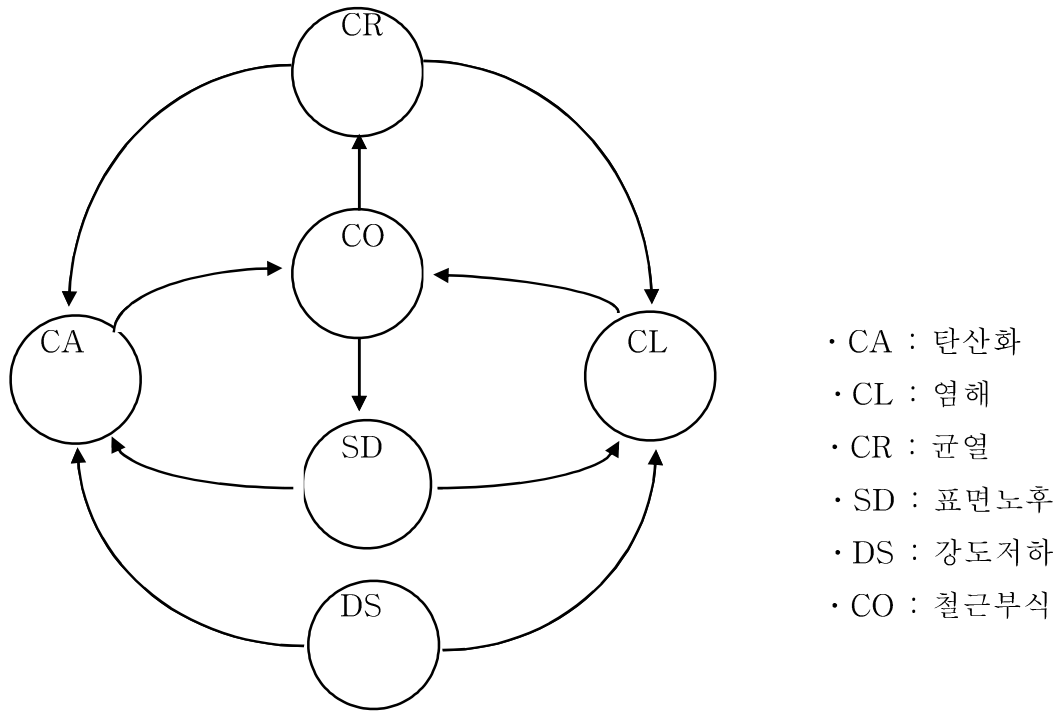 CR
CO
CA
CL
SD
DS
· CA : 탄산화
· CL : 염해
· CR : 균열
· SD : 표면노후
· DS : 강도저하
· CO : 철근부식